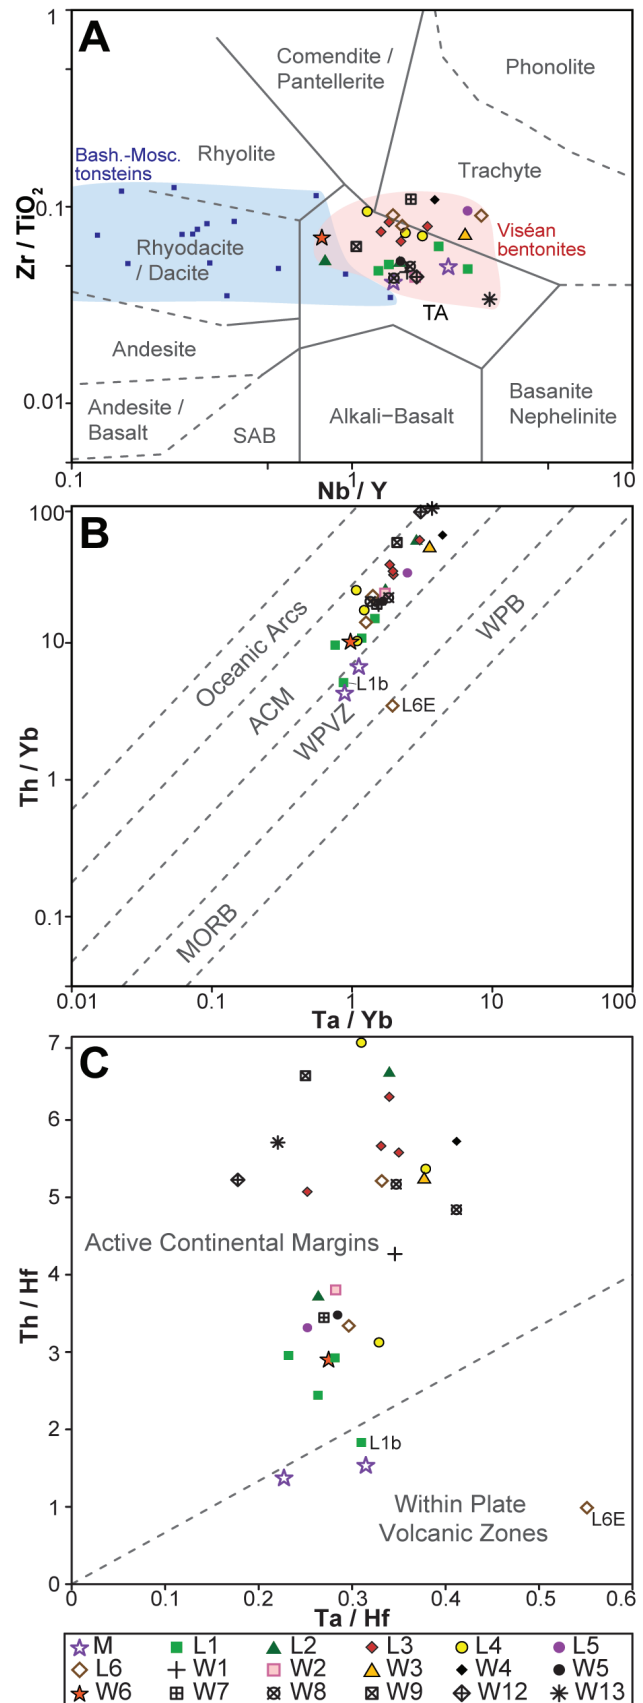 A
1
0.1
0.01
Zr / TiO2
Comendite /
Pantellerite
Phonolite
Bash.-Mosc.
tonsteins
Rhyolite
Trachyte
Rhyodacite
/ Dacite
Viséan
bentonites
TA
Andesite
Andesite /
Basalt
SAB
Alkali−Basalt
Basanite
Nephelinite
0.1
1
10
Nb / Y
B
100
10
1
0.1
Th / Yb
Oceanic Arcs
ACM
WPVZ
WPB
MORB
L1b
L6E
0.01
0.1
1
10
100
Ta / Yb
C
7
6
5
4
3
2
1
0
Th / Hf
Active Continental Margins
L1b
Within Plate
Volcanic Zones
L6E
0
0.1
0.2
0.3
0.4
0.5
0.6
Ta / Hf
M L1 L2 L3 L4 L5
L6 W1 W2 W3 W4 W5
W6 W7 W8 W9 W12 W13